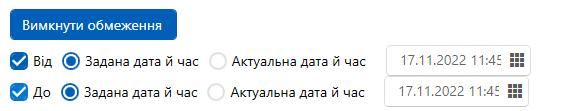 Вимкнути обмеження
Від Задана дата й час Актуальна дата й час 17.11.2022 11:45
До Задана дата й час Актуальна дата й час 17.11.2022 11:45